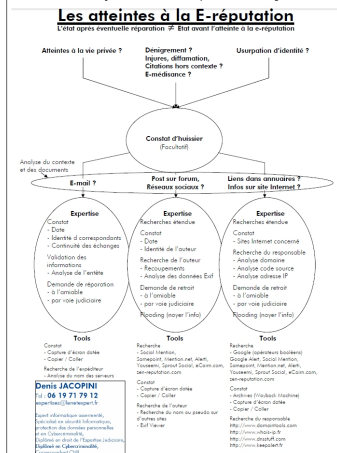 Les atteintes à la E-réputation
L'état après éventuelle réparation ≠ Etat avant l'atteinte à la e-réputation
Atteintes à la vie privée ?
Dénigrement ?
Injures, diffamation,
Citations hors contexte ?
E-médisance ?
Usurpation d'identité ?
Constat d'huissier
(Facultatif)
Analyse du contexte
et des documents
E-mail ?
Post sur forum,
Réseaux sociaux ?
Liens dans annuaires ?
Infos sur site Internet ?
Expertise
Constat
- Date
- Identité d correspondants
- Continuité des échanges
Validation des
informations
- Analyse de l'entête
Demande de réparation
- à l'amiable
- par voie judiciaire
Expertise
Recherches étendue
Constat
- Date
- Identité de l'auteur
Recherche de l'auteur
- Recoupements
- Analyse des données Exif
Demande de retrait
- à l'amiable
- par voie judiciaire
Flooding (noyer l'info)
Expertise
Recherches étendue
Constat
- Sites Internet concerné
Recherche du responsable
- Analyse domaine
- Analyse code source
- Analyse adresse IP
Demande de retrait
- à l'amiable
- par voie judiciaire
Flooding (noyer l'info)
Tools
Constat
- Capture d'écran datée
- Copier / Coller
Recherche de l'expéditeur
- Analyse du nom des serveurs
Tools
Recherche
- Social Mention,
Samepoint, Mention.net, Alerti,
Youseemi, Sprout Social, eCairn.com,
zen-reputation.com
Constat
- Capture d'écran datée
- Copier / Coller
Recherche de l'auteur
- Recherche du nom ou pseudo sur
d'autres sites
- Exif Viewer
Tools
Recherche
- Google (opérateurs booléens)
Google Alert, Social Mention,
Samepoint, Mention.net, Alerti,
Youseemi, Sprout Social, eCairn.com,
zen-reputation.com
Constat
- Archives (Wayback Machine)
- Capture d'écran datée
- Copier / Coller
Recherche du responsable
http://www.domaintools.com
http://whois-ip.fr
http://www.dnsstuff.com
http://www.keepalert.fr
Denis JACOPINI
Tél : 06 19 71 79 12
expertises@lenetexpert.fr
Expert informatique assermenté,
Spécialisé en sécurité Informatique,
protection des données personnelles
et en Cybercriminalité,
Diplômé en droit de l'Expertise Judiciaire,
Diplômé en Cybercriminalité,
Correspondant CNIL